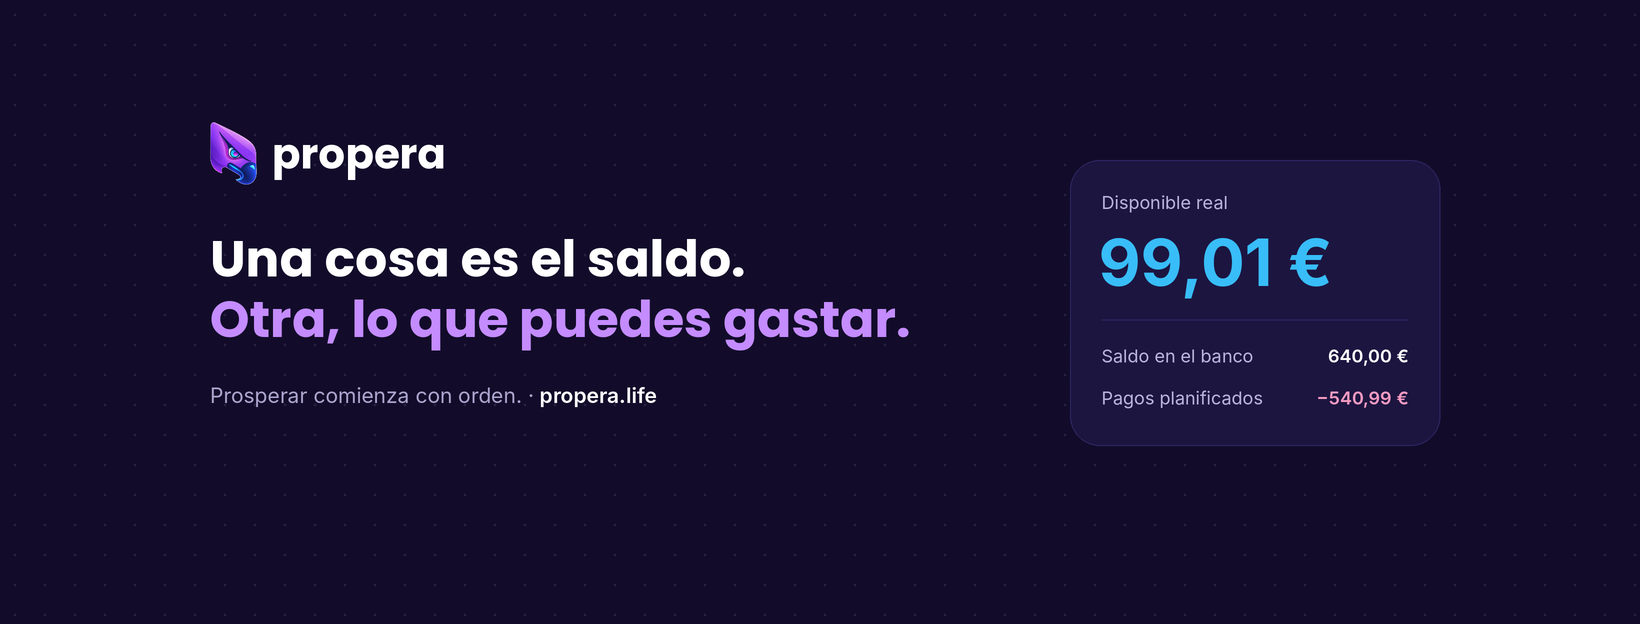 propera
Una cosa es el saldo.
Otra, lo que puedes gastar.
Prosperar comienza con orden. · propera.life
Disponible real
99,01 €
Saldo en el banco 640,00 €
Pagos planificados −540,99 €